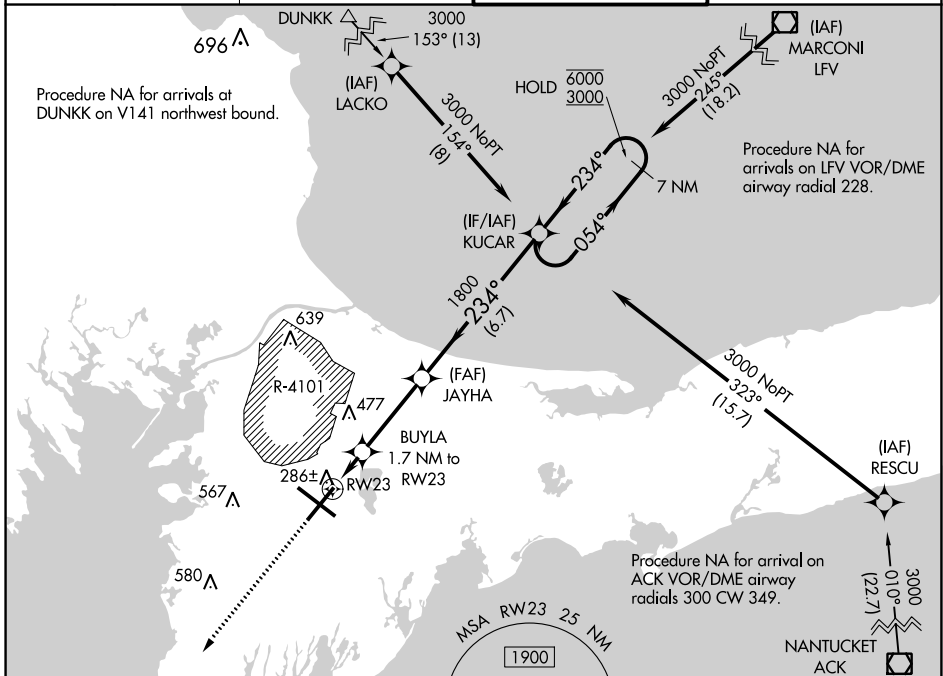 DUNKK
3000
153° (13)
696
(IAF)
LACKO
Procedure NA for arrivals at
DUNKK on V141 northwest bound.
3000 NoPT
154°
(8)
HOLD
6000
3000
(IAF)
MARCONI
LFV
3000 NoPT
245°
(18.2)
Procedure NA for
arrivals on LFV VOR/DME
airway radial 228.
234°
7 NM
054°
(IF/IAF)
KUCAR
1800
234°
(6.7)
639
R-4101
477
(FAF)
JAYHA
BUYLA
1.7 NM to
RW23
286±
RW23
567
580
3000 NoPT
323°
(15.7)
(IAF)
RESCU
Procedure NA for arrival on
ACK VOR/DME airway
radials 300 CW 349.
3000
010°
(22.7)
NANTUCKET
ACK
MSA RW23 25 NM
1900